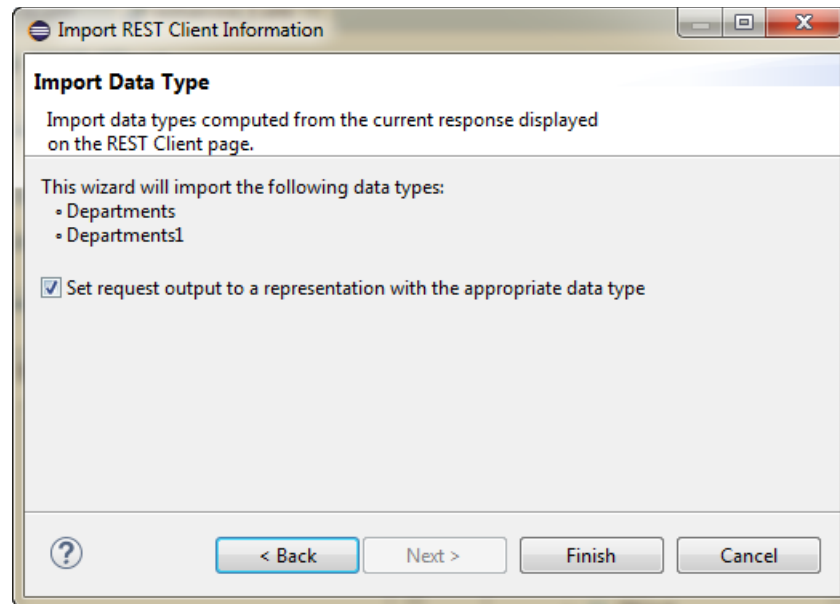 Import REST Client Information
Import Data Type
Import data types computed from the current response displayed
on the REST Client page.
This wizard will import the following data types:
• Departments
• Departments1
Set request output to a representation with the appropriate data type
?
< Back
Next >
Finish
Cancel